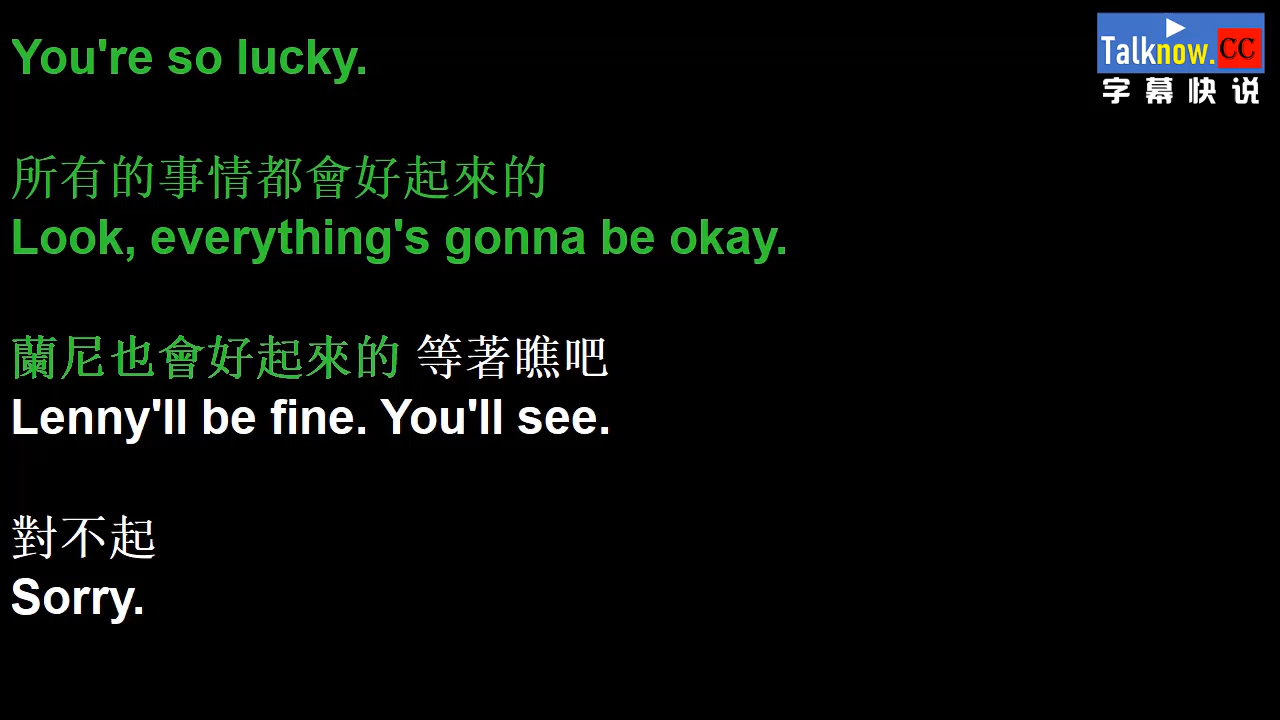 You're so lucky.
Talknow.CC
字幕快说
所有的事情都會好起來的
Look, everything's gonna be okay.
蘭尼也會好起來的 等著瞧吧
Lenny'll be fine. You'll see.
對不起
Sorry.